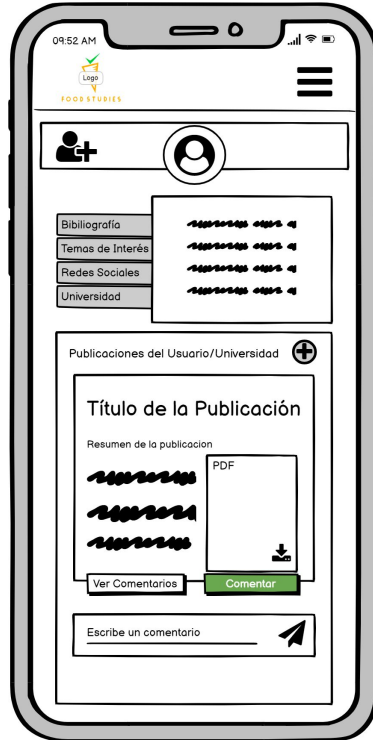 09:52 AM
Logo
FOOD STUDIES
Bibiliografía
Temas de Interés
Redes Sociales
Universidad
Publicaciones del Usuario/Universidad
Título de la Publicación
Resumen de la publicacion
PDF
Ver Comentarios
Comentar
Escribe un comentario